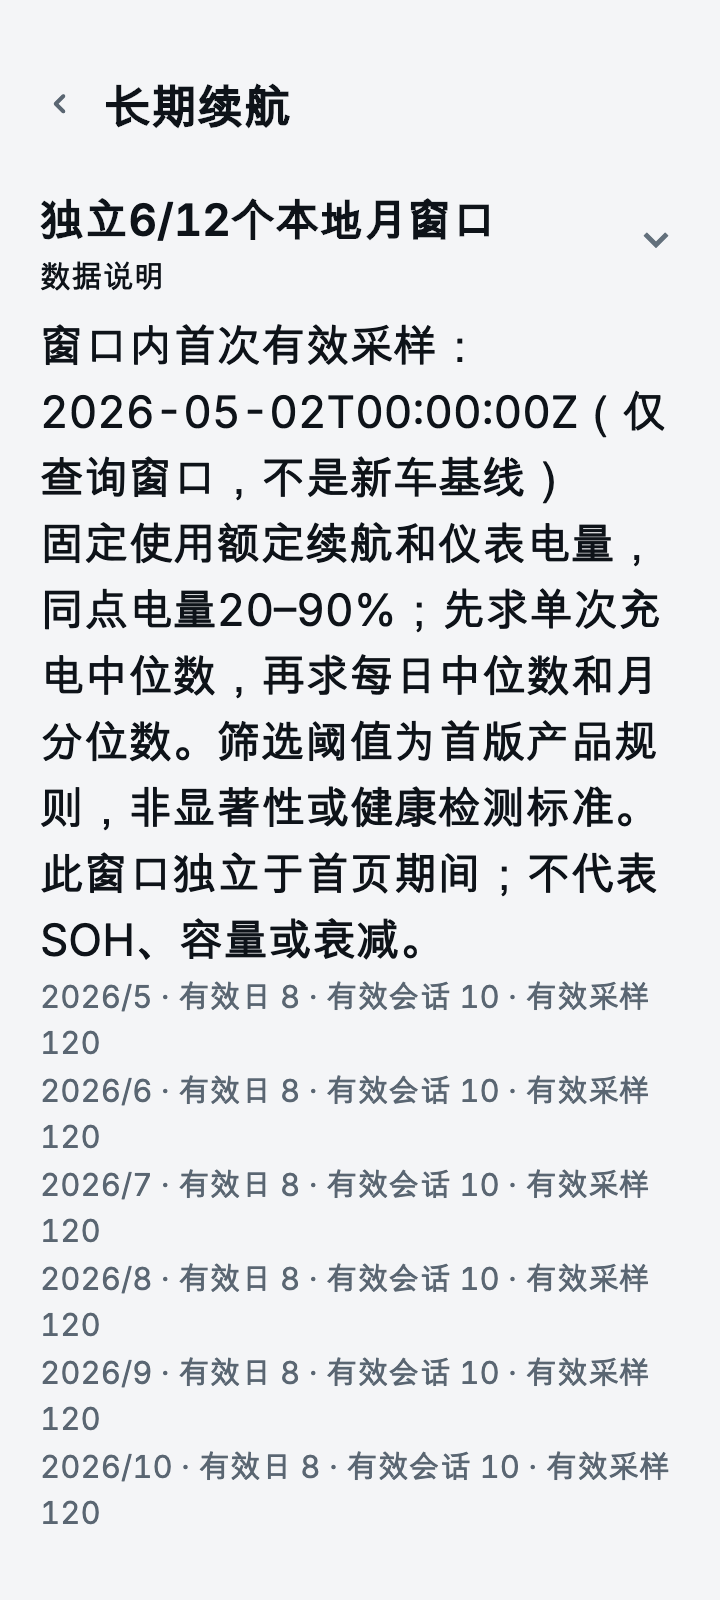 长期续航
独立6/12个本地月窗口
数据说明
窗口内首次有效采样：
2026-05-02T00:00:00Z（仅
查询窗口，不是新车基线）
固定使用额定续航和仪表电量，
同点电量20–90%；先求单次充
电中位数，再求每日中位数和月
分位数。筛选阈值为首版产品规
则，非显著性或健康检测标准。
此窗口独立于首页期间；不代表
SOH、容量或衰减。
2026/5 · 有效日 8 · 有效会话 10 · 有效采样
120
2026/6 · 有效日 8 · 有效会话 10 · 有效采样
120
2026/7 · 有效日 8 · 有效会话 10 · 有效采样
120
2026/8 · 有效日 8 · 有效会话 10 · 有效采样
120
2026/9 · 有效日 8 · 有效会话 10 · 有效采样
120
2026/10 · 有效日 8 · 有效会话 10 · 有效采样
120